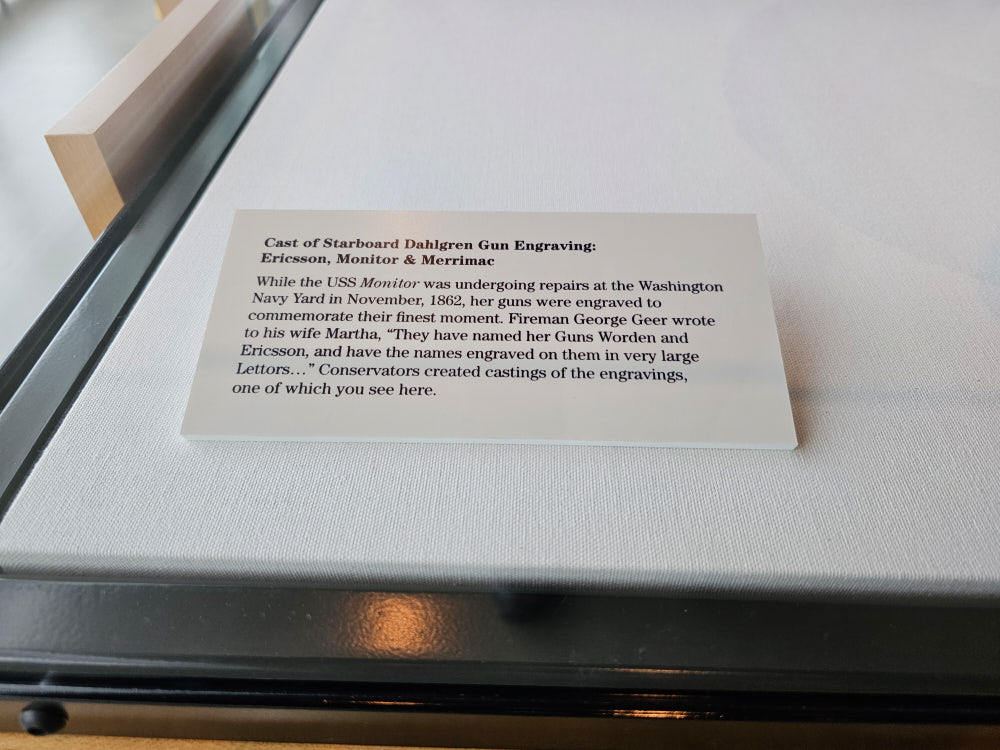 Cast of Starboard Dahlgren Gun Engraving:
Ericsson, Monitor & Merrimac
While the USS Monitor was undergoing repairs at the Washington
Navy Yard in November, 1862, her guns were engraved to
commemorate their finest moment. Fireman George Geer wrote
to his wife Martha, “They have named her Guns Worden and
Ericsson, and have the names engraved on them in very large
Lettors…” Conservators created castings of the engravings,
one of which you see here.